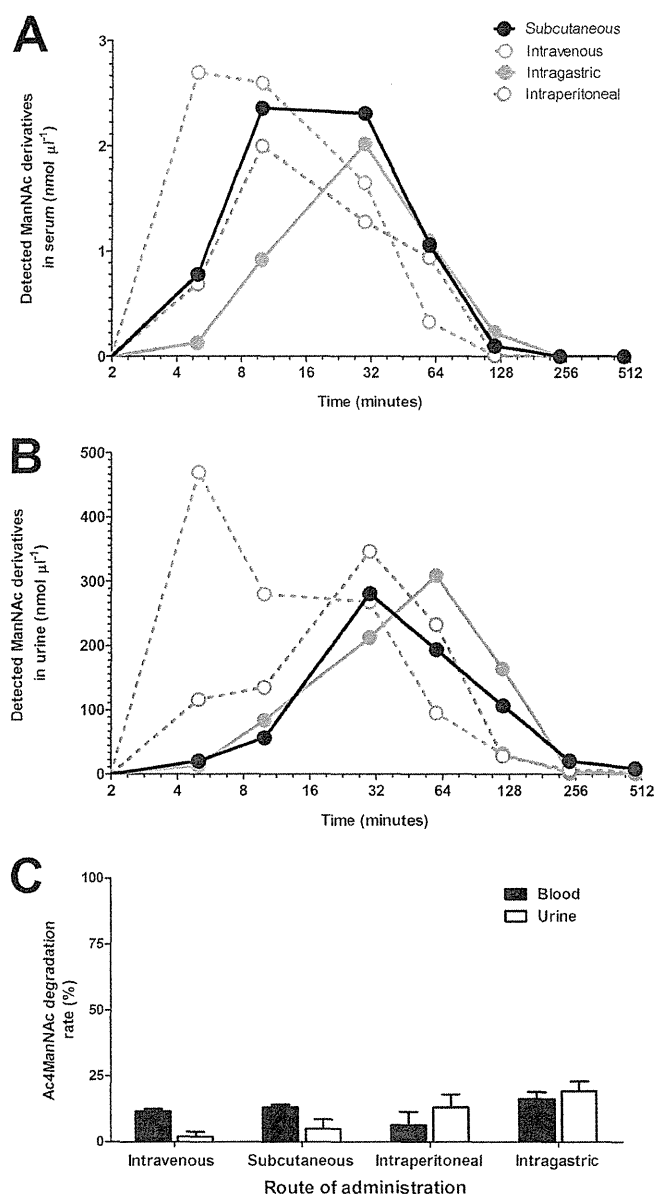 A
Subcutaneous
Intravenous
Intragastric
Intraperitoneal
Detected ManNAc derivatives
in serum (nmol µl⁻¹)
3
2
1
0
2 4 8 16 32 64 128 256 512
Time (minutes)
B
Detected ManNAc derivatives
in urine (nmol µl⁻¹)
500
400
300
200
100
0
2 4 8 16 32 64 128 256 512
Time (minutes)
C
Blood
Urine
Ac4ManNAc degradation
rate (%)
100
75
50
25
0
Intravenous Subcutaneous Intraperitoneal Intragastric
Route of administration